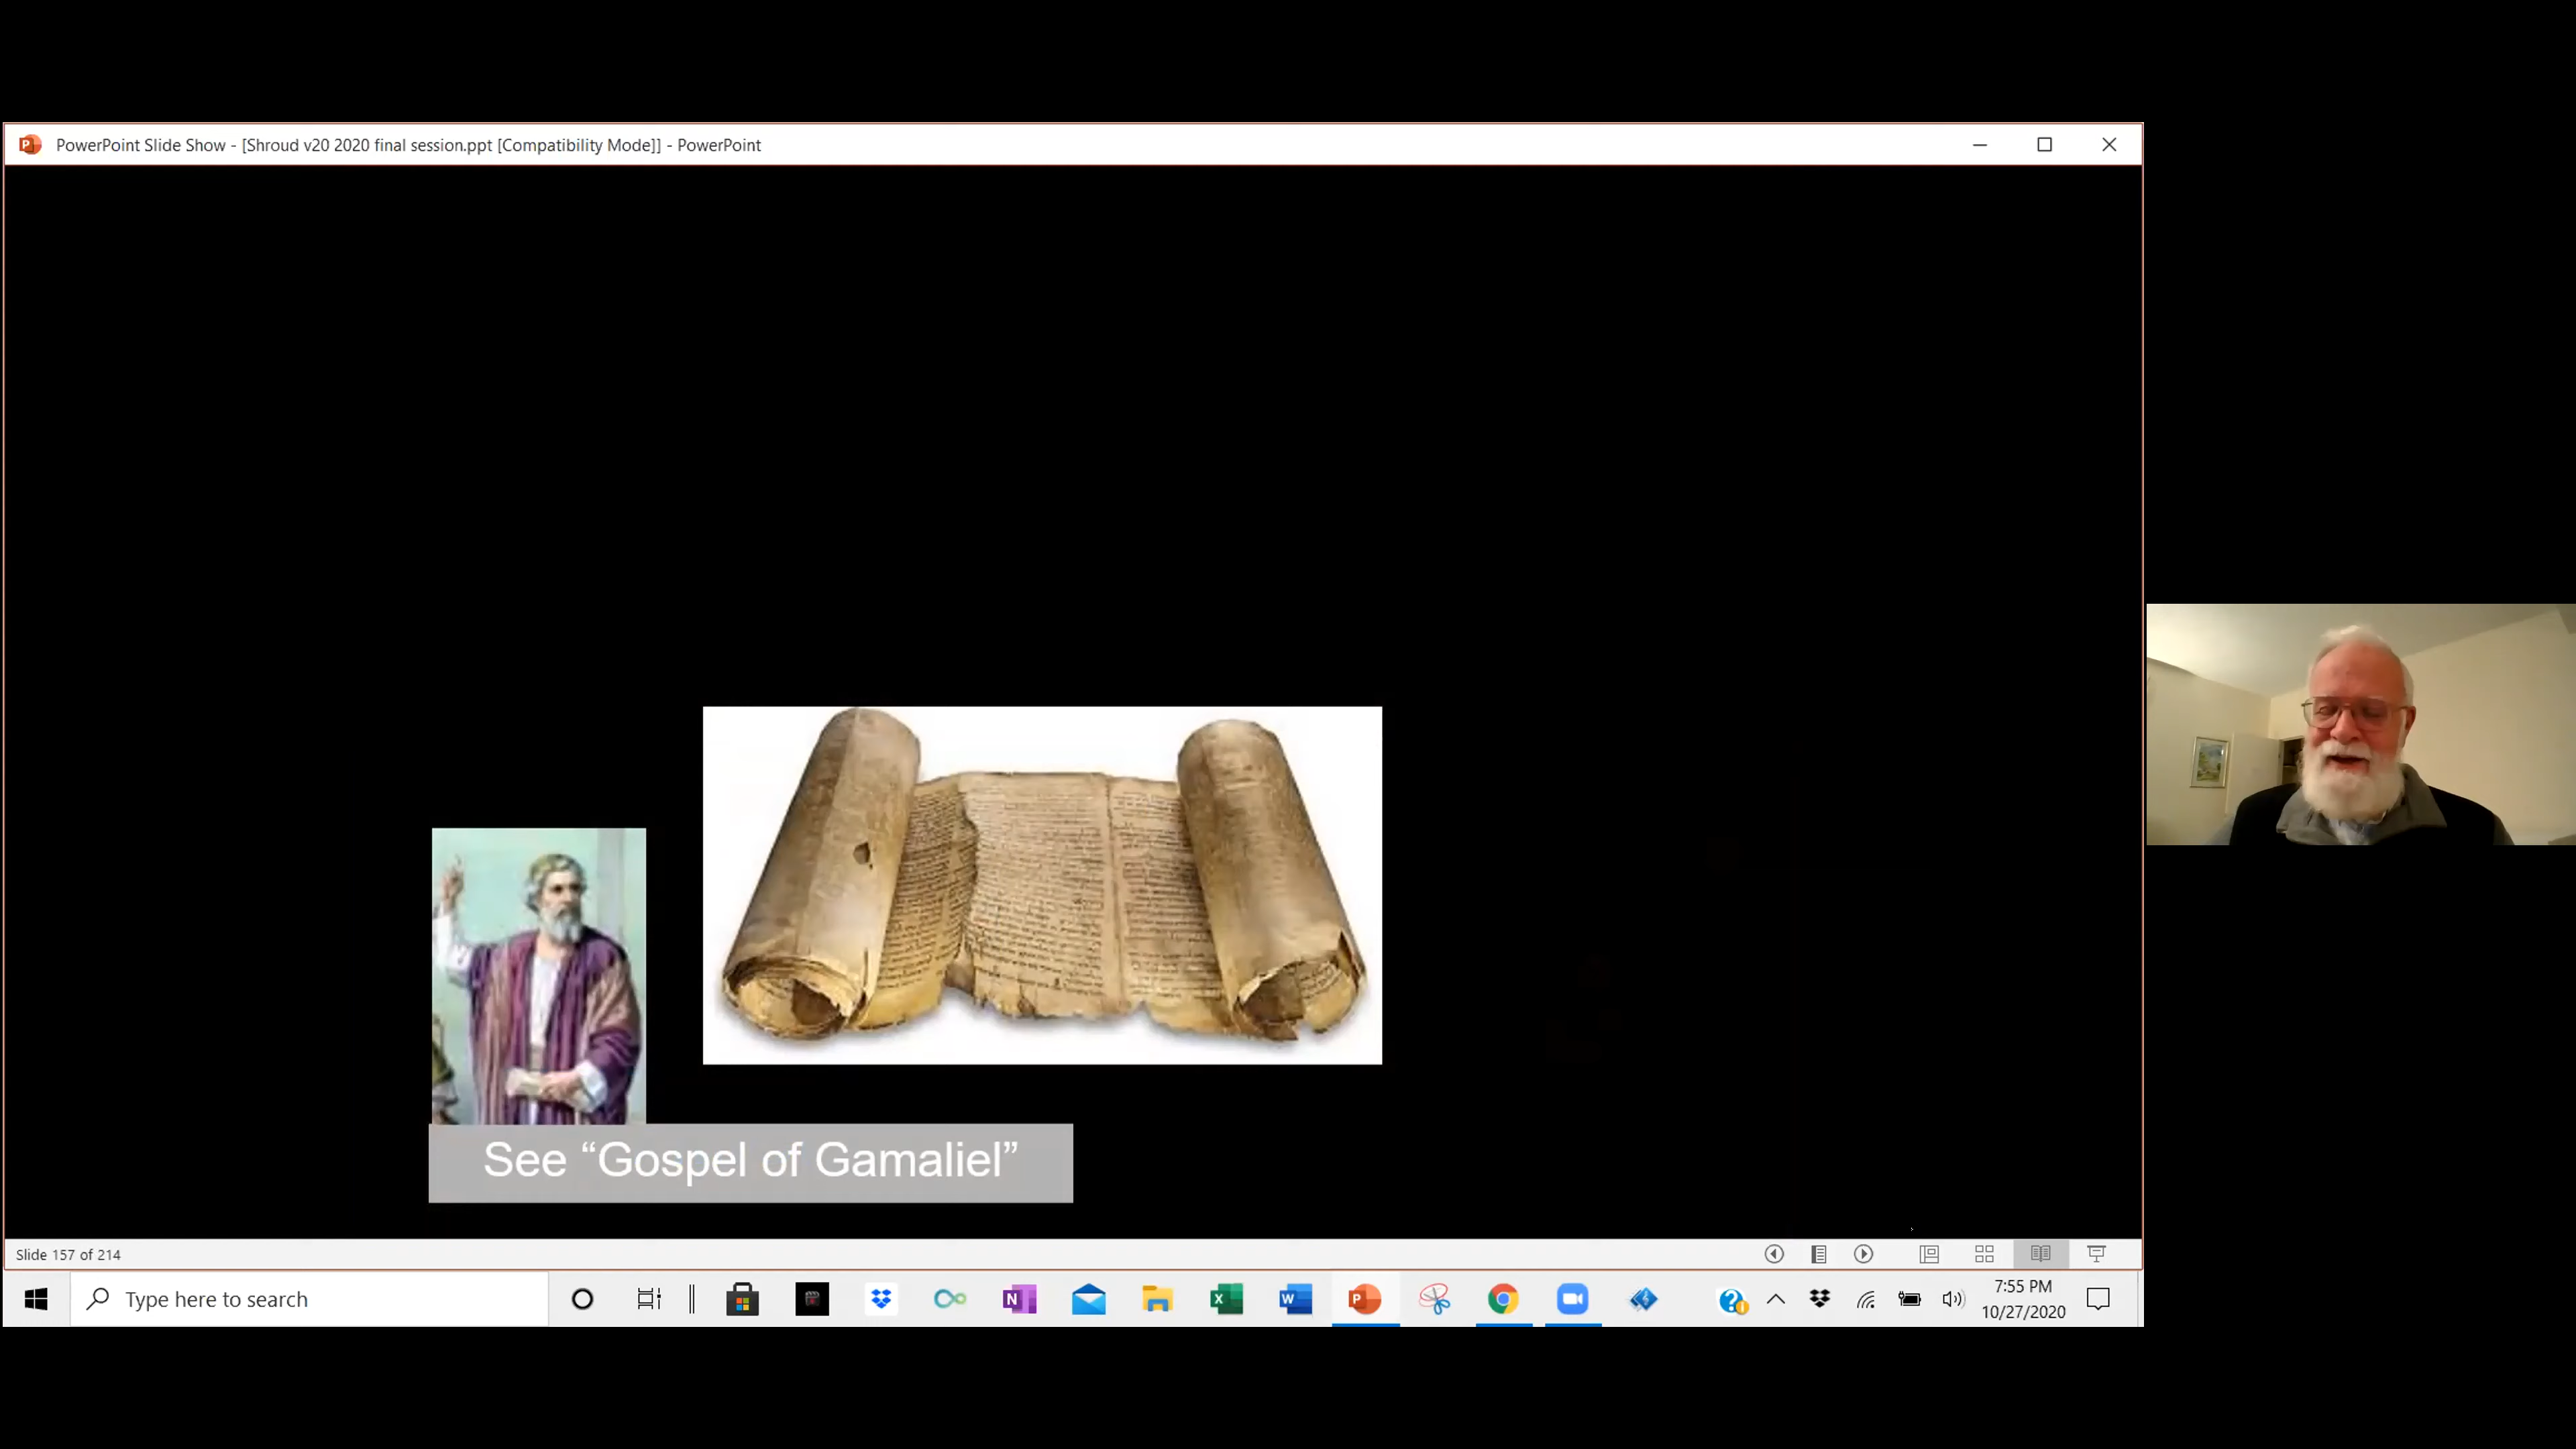 PowerPoint Slide Show - [Shroud v20 2020 final session.ppt [Compatibility Mode]] - PowerPoint
See “Gospel of Gamaliel”
Slide 157 of 214
Type here to search
7:55 PM
10/27/2020